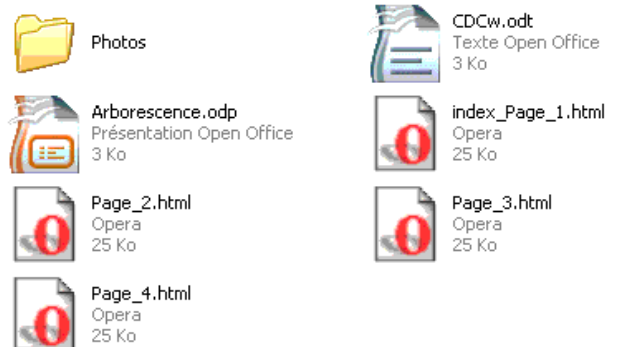 Photos
CDCw.odt
Texte Open Office
3 Ko
Arborescence.odp
Présentation Open Office
3 Ko
index_Page_1.html
Opera
25 Ko
Page_2.html
Opera
25 Ko
Page_3.html
Opera
25 Ko
Page_4.html
Opera
25 Ko